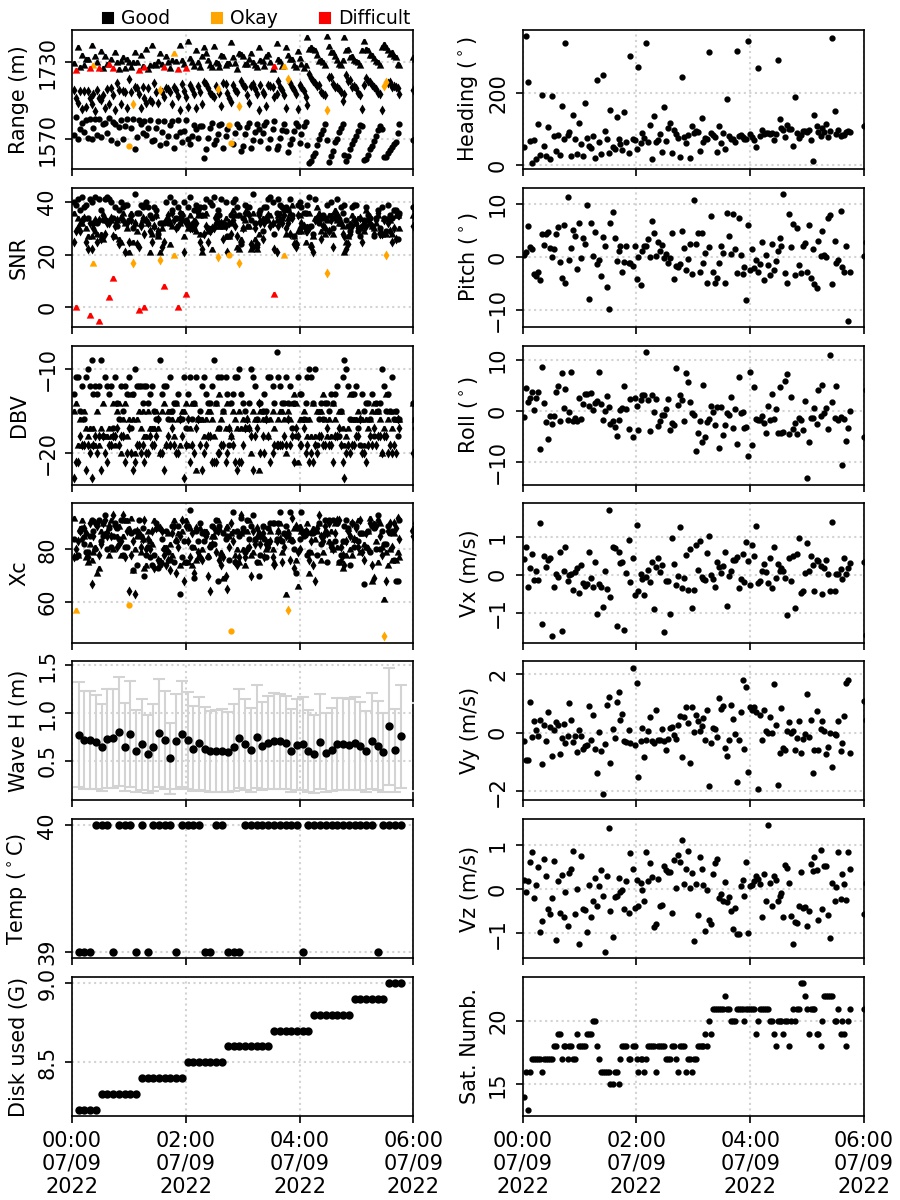 Good Okay Difficult
Range (m)
1730
1570
Heading (°)
200
0
SNR
40
20
0
Pitch (°)
10
0
−10
DBV
−10
−20
Roll (°)
10
0
−10
Xc
80
60
Vx (m/s)
1
0
−1
Wave H (m)
1.5
1.0
0.5
Vy (m/s)
2
0
−2
Temp (°C)
40
39
Vz (m/s)
1
0
−1
Disk used (G)
9.0
8.5
Sat. Numb.
20
15
00:00 02:00 04:00 06:00 00:00 02:00 04:00 06:00
07/09 07/09 07/09 07/09 07/09 07/09 07/09 07/09
2022 2022 2022 2022 2022 2022 2022 2022